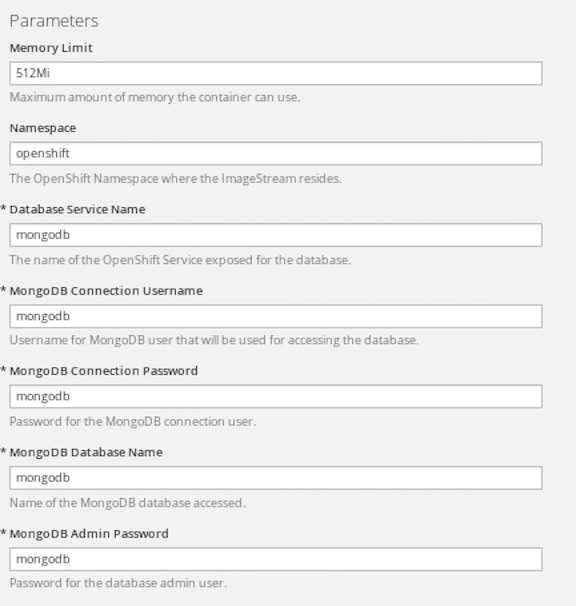 Parameters
Memory Limit
512Mi
Maximum amount of memory the container can use.
Namespace
openshift
The OpenShift Namespace where the ImageStream resides.
* Database Service Name
mongodb
The name of the OpenShift Service exposed for the database.
* MongoDB Connection Username
mongodb
Username for MongoDB user that will be used for accessing the database.
* MongoDB Connection Password
mongodb
Password for the MongoDB connection user.
* MongoDB Database Name
mongodb
Name of the MongoDB database accessed.
* MongoDB Admin Password
mongodb
Password for the database admin user.